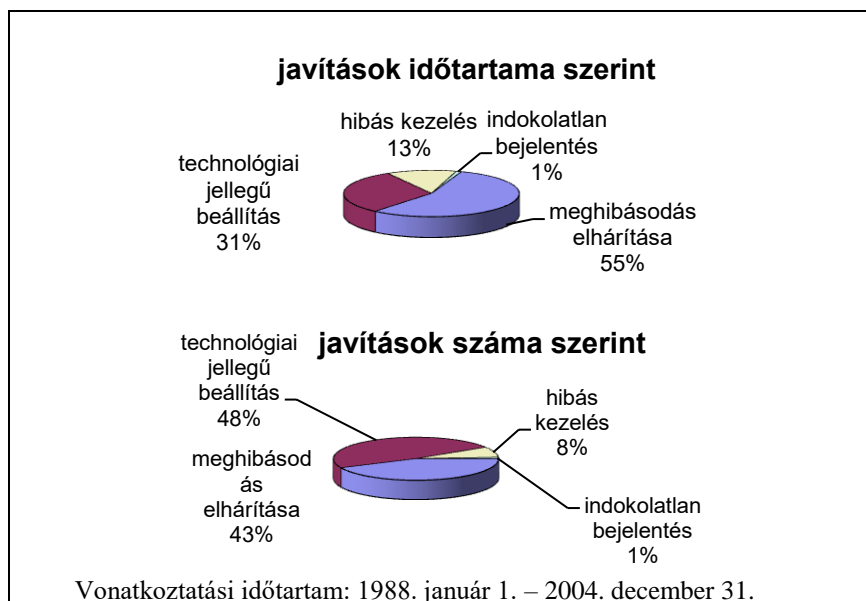 javítások időtartama szerint
hibás kezelés
13%
indokolatlan
bejelentés
1%
technológiai
jellegű
beállítás
31%
meghibásodás
elhárítása
55%
javítások száma szerint
technológiai
jellegű
beállítás
48%
hibás
kezelés
8%
meghibásod
ás
elhárítása
43%
indokolatlan
bejelentés
1%
Vonatkoztatási időtartam: 1988. január 1. – 2004. december 31.